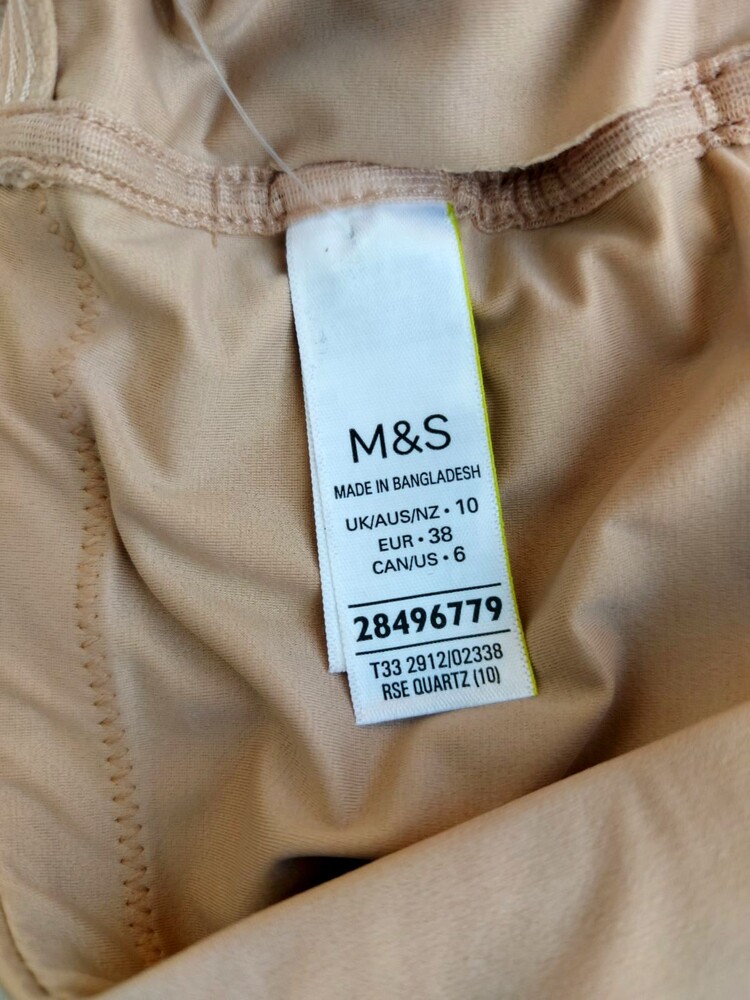 M&S
MADE IN BANGLADESH
UK/AUS/NZ • 10
EUR • 38
CAN/US • 6
28496779
T33 2912/02338
RSE QUARTZ (10)